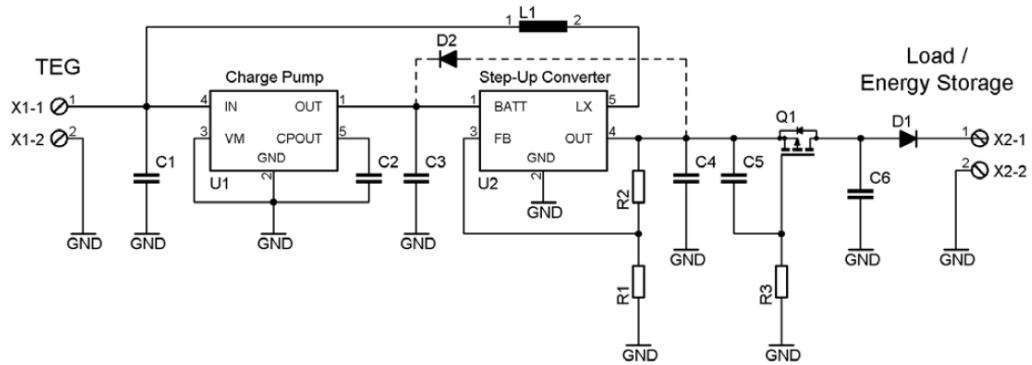 L1
1
2
D2
TEG
Charge Pump
Step-Up Converter
Load /
Energy Storage
X1-1
1
4
IN
OUT
1
1
BATT
LX
5
Q1
D1
X1-2
2
3
VM
CPOUT
5
3
FB
OUT
4
1
X2-1
GND
2
GND
2
2
X2-2
C1
U1
C2
C3
U2
R2
C4
C5
C6
GND
GND
GND
GND
GND
GND
GND
GND
R1
R3
GND
GND